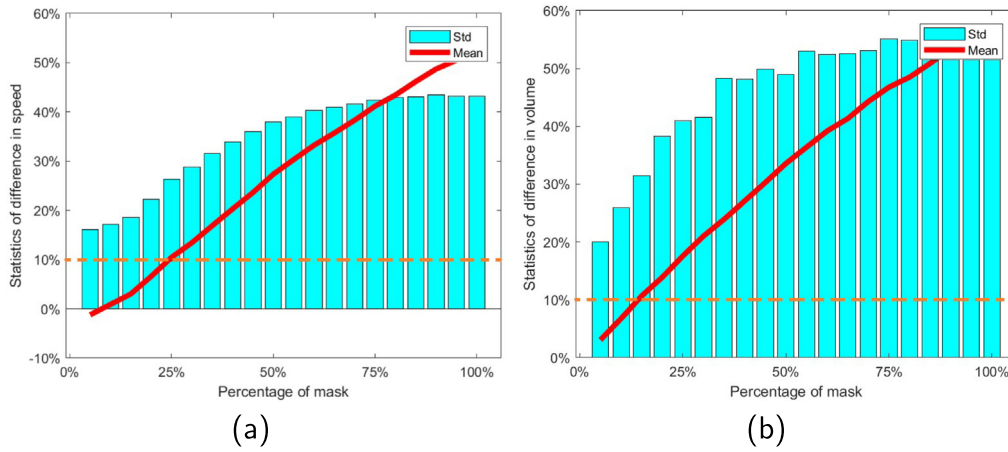 60%
50%
40%
30%
20%
10%
0%
-10%
Statistics of difference in speed
Std
Mean
0%
25%
50%
75%
100%
Percentage of mask
(a)
60%
50%
40%
30%
20%
10%
0%
Statistics of difference in volume
Std
Mean
0%
25%
50%
75%
100%
Percentage of mask
(b)